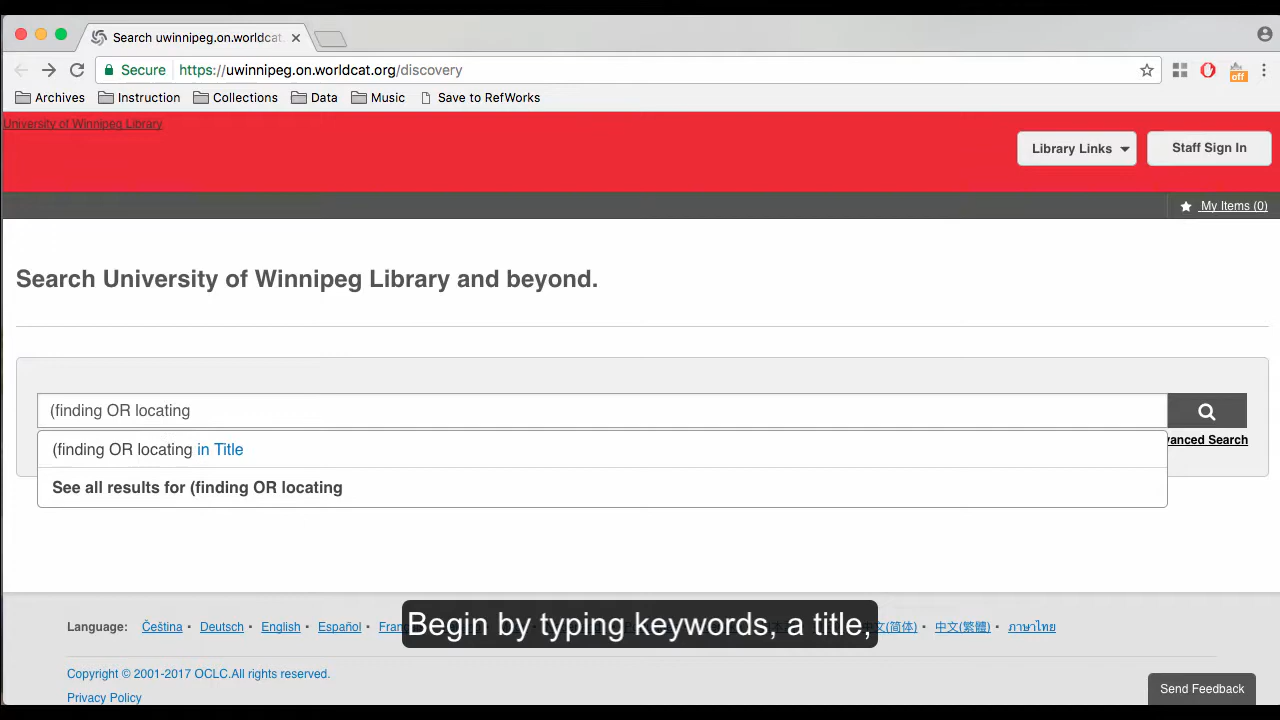 Search uwinnipeg.on.worldcat.
Secure https://uwinnipeg.on.worldcat.org/discovery
off
Archives Instruction Collections Data Music Save to RefWorks
University of Winnipeg Library
Library Links Staff Sign In
My Items (0)
Search University of Winnipeg Library and beyond.
(finding OR locating
(finding OR locating in Title
vanced Search
See all results for (finding OR locating
Begin by typing keywords, a title,
Language: Čeština • Deutsch • English • Español • Fran 文(简体) • 中文(繁體) • ภาษาไทย
Copyright © 2001-2017 OCLC.All rights reserved.
Send Feedback
Privacy Policy